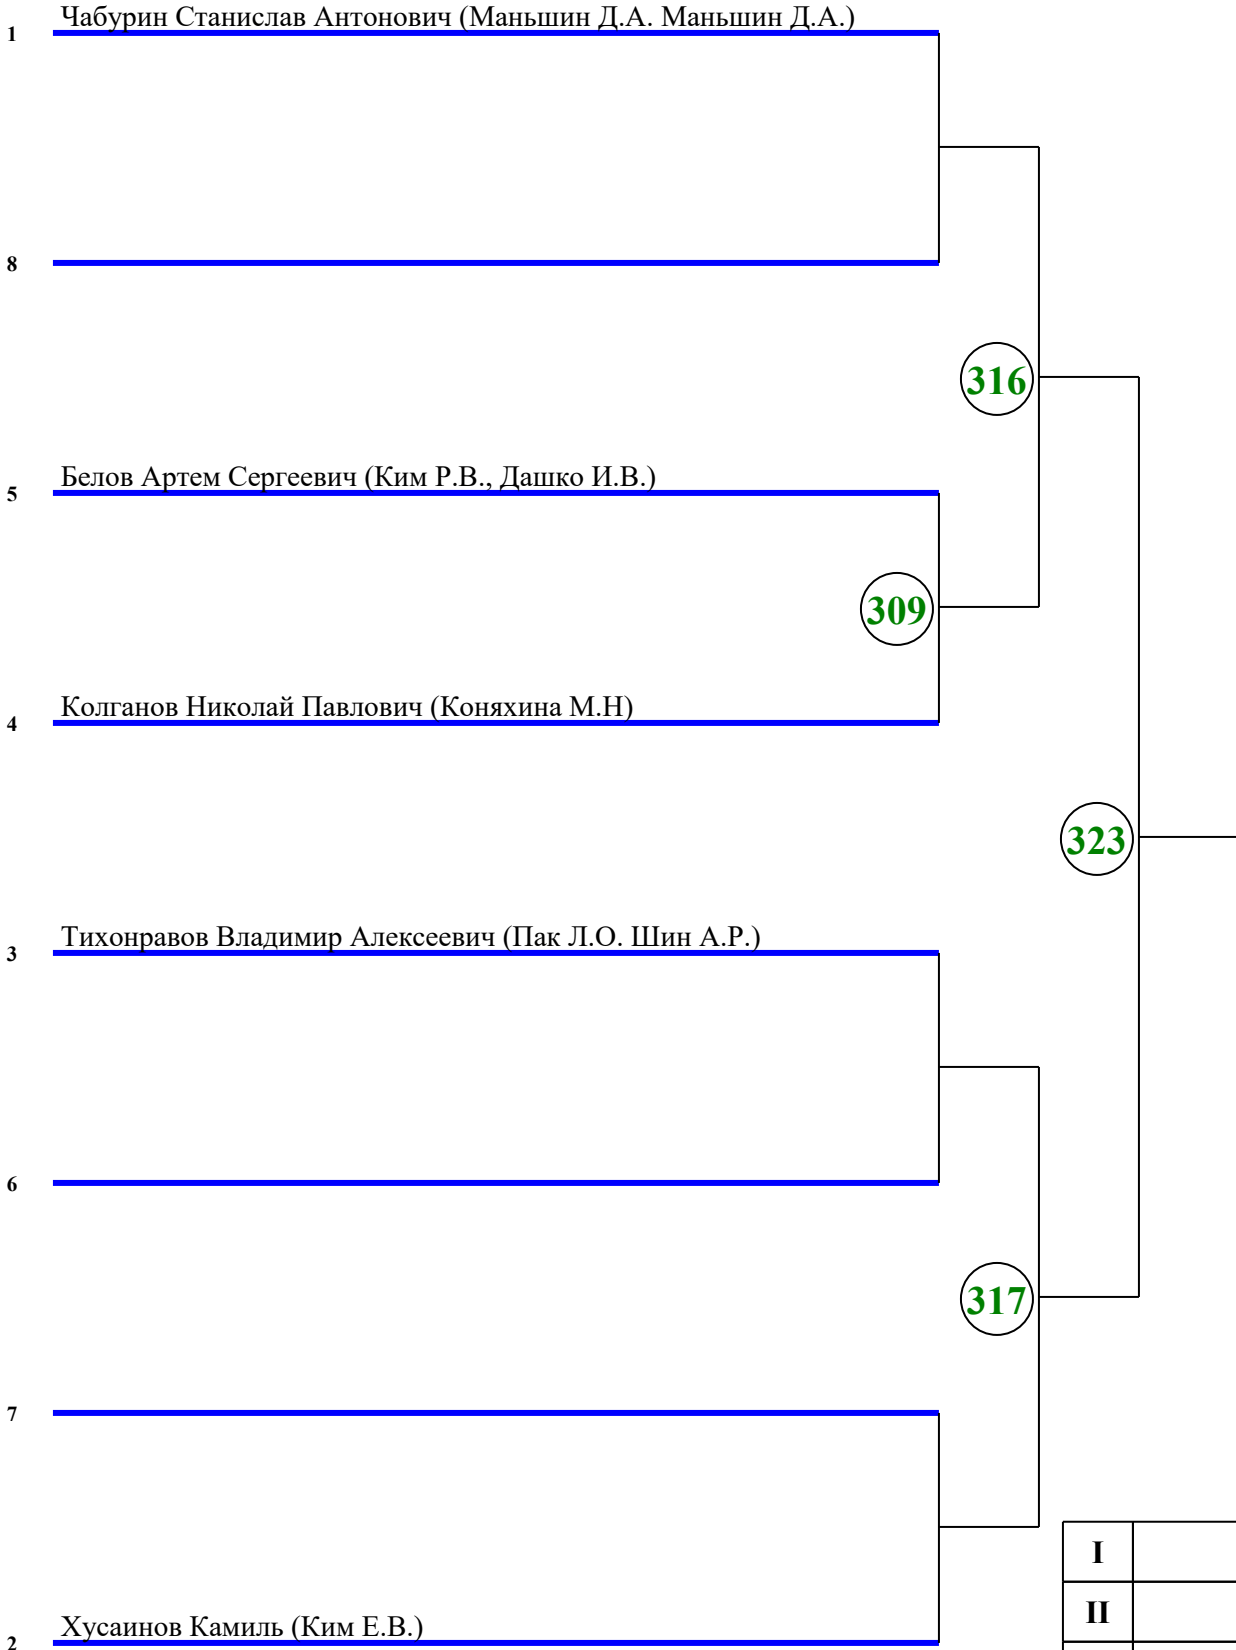 1 Чабурин Станислав Антонович (Маньшин Д.А. Маньшин Д.А.)
8
316
5 Белов Артем Сергеевич (Ким Р.В., Дашко И.В.)
309
4 Колганов Николай Павлович (Коняхина М.Н)
323
3 Тихонравов Владимир Алексеевич (Пак Л.О. Шин А.Р.)
6
317
7
I
II
2 Хусаинов Камиль (Ким Е.В.)